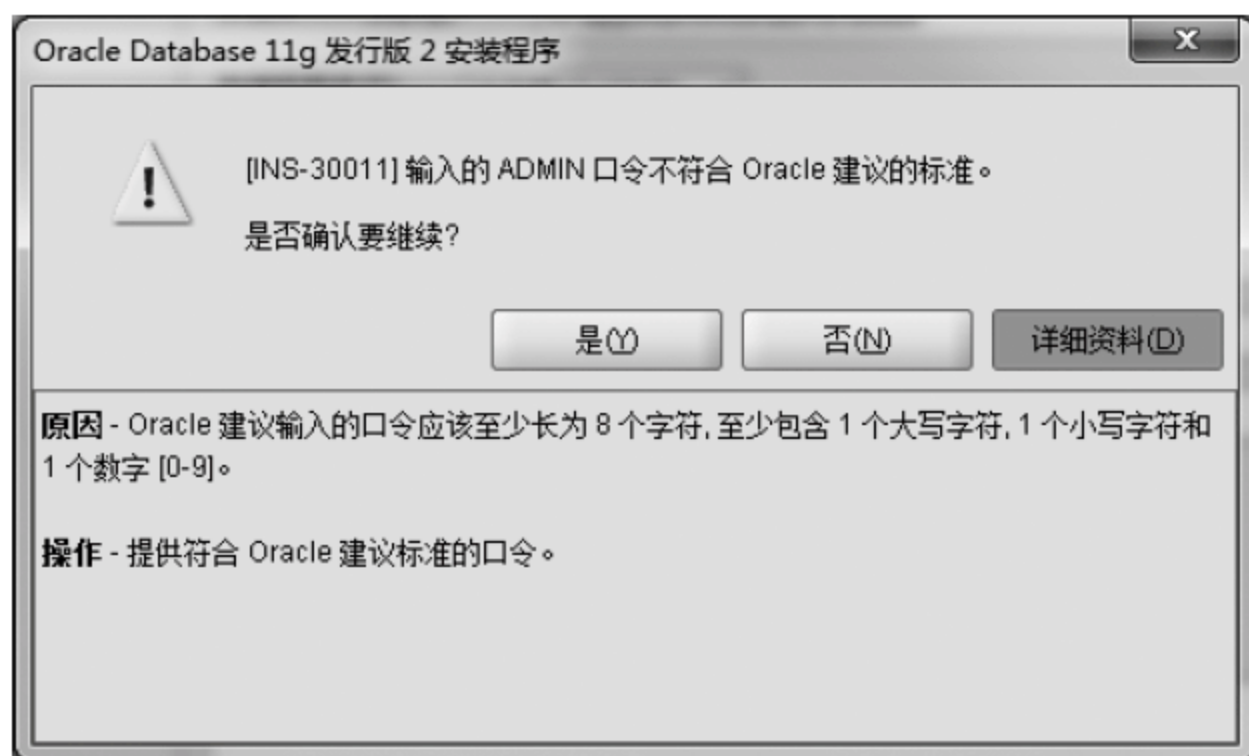 Oracle Database 11g 发行版 2 安装程序
[INS-30011] 输入的 ADMIN 口令不符合 Oracle 建议的标准。
是否确认要继续?
是(Y)
否(N)
详细资料(D)
原因 - Oracle 建议输入的口令应该至少长为 8 个字符, 至少包含 1 个大写字符, 1 个小写字符和
1 个数字 [0-9]。
操作 - 提供符合 Oracle 建议标准的口令。